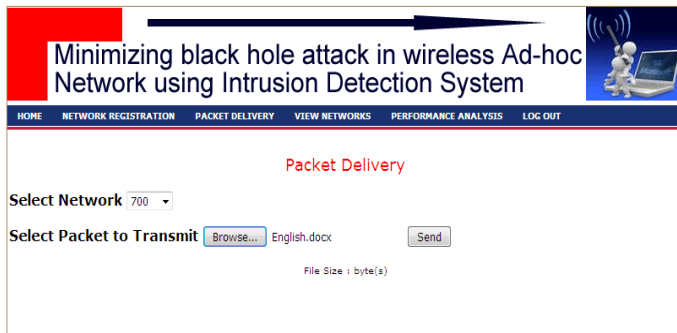 Minimizing black hole attack in wireless Ad-hoc
Network using Intrusion Detection System
HOME NETWORK REGISTRATION PACKET DELIVERY VIEW NETWORKS PERFORMANCE ANALYSIS LOG OUT
Packet Delivery
Select Network 700
Select Packet to Transmit Browse... English.docx Send
File Size : byte(s)